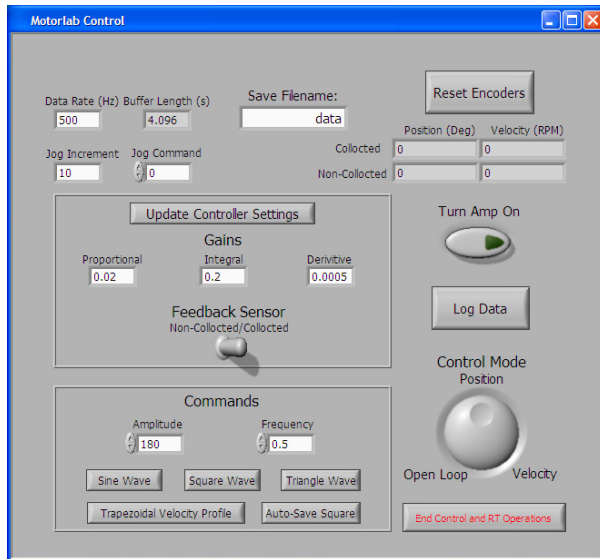 Motorlab Control
Data Rate (Hz) Buffer Length (s)
500 4.096
Save Filename:
data
Reset Encoders
Jog Increment Jog Command
10 0
Position (Deg) Velocity (RPM)
Collocted 0 0
Non-Collocted 0 0
Update Controller Settings
Gains
Proportional Integral Derivitive
0.02 0.2 0.0005
Feedback Sensor
Non-Collocted/Collocted
Turn Amp On
Log Data
Control Mode
Position
Open Loop Velocity
Commands
Amplitude Frequency
180 0.5
Sine Wave Square Wave Triangle Wave
Trapezoidal Velocity Profile Auto-Save Square
End Control and RT Operations